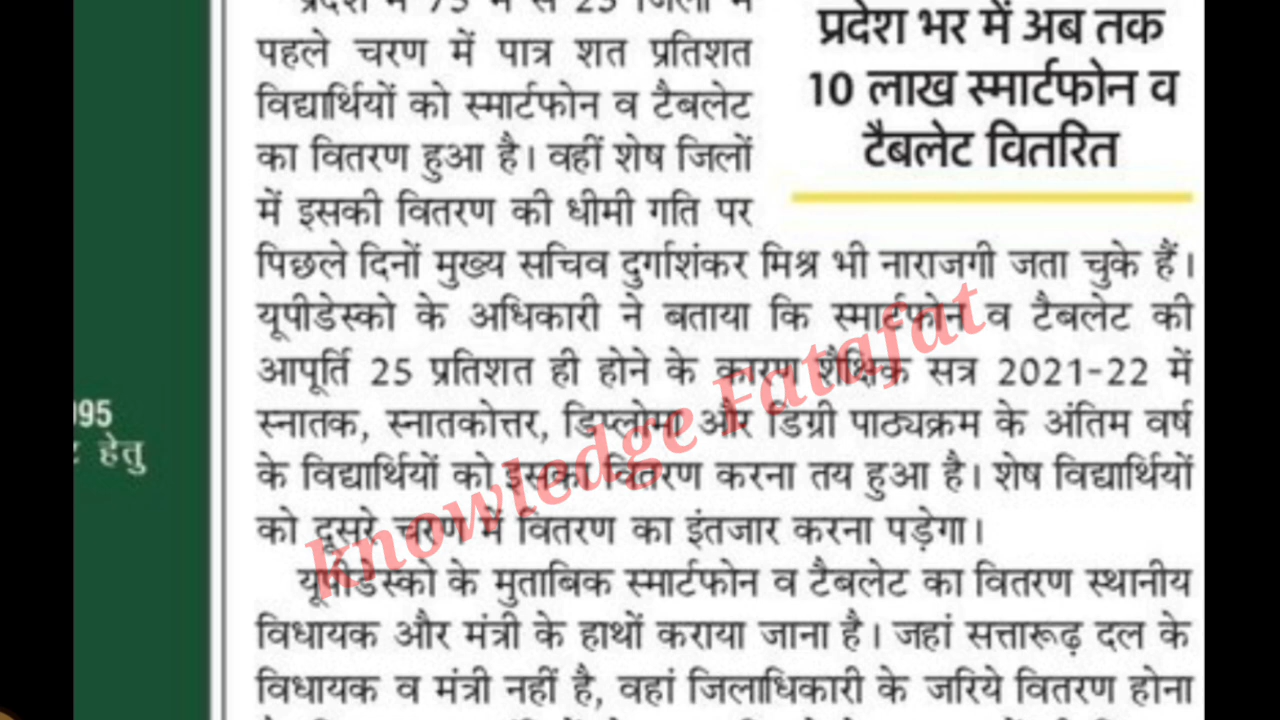 प्रदेश में 75 में से 25 जिलों में
पहले चरण में पात्र शत प्रतिशत
विद्यार्थियों को स्मार्टफोन व टैबलेट
का वितरण हुआ है। वहीं शेष जिलों
में इसकी वितरण की धीमी गति पर
प्रदेश भर में अब तक
10 लाख स्मार्टफोन व
टैबलेट वितरित
पिछले दिनों मुख्य सचिव दुर्गाशंकर मिश्र भी नाराजगी जता चुके हैं।
यूपीडेस्को के अधिकारी ने बताया कि स्मार्टफोन व टैबलेट की
आपूर्ति 25 प्रतिशत ही होने के कारण शैक्षिक सत्र 2021-22 में
स्नातक, स्नातकोत्तर, डिप्लोमा और डिग्री पाठ्यक्रम के अंतिम वर्ष
के विद्यार्थियों को इसका वितरण करना तय हुआ है। शेष विद्यार्थियों
को दूसरे चरण में वितरण का इंतजार करना पड़ेगा।
यूपीडेस्को के मुताबिक स्मार्टफोन व टैबलेट का वितरण स्थानीय
विधायक और मंत्री के हाथों कराया जाना है। जहां सत्तारूढ़ दल के
विधायक व मंत्री नहीं है, वहां जिलाधिकारी के जरिये वितरण होना
knowledge Fatafat
95
हेतु